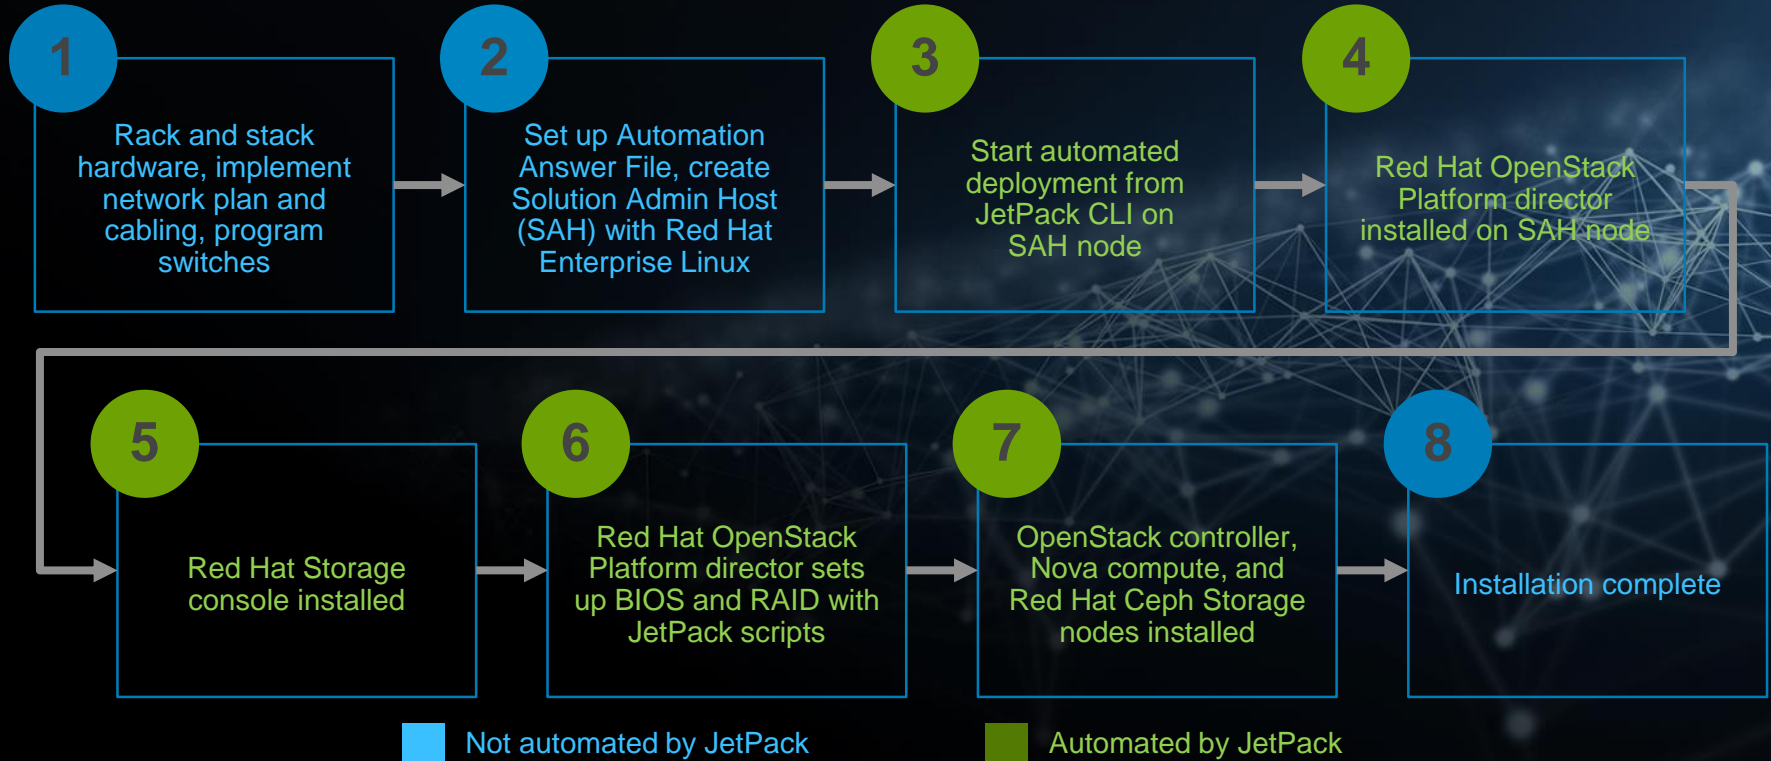 1
Rack and stack
hardware, implement
network plan and
cabling, program
switches
2
Set up Automation
Answer File, create
Solution Admin Host
(SAH) with Red Hat
Enterprise Linux
3
Start automated
deployment from
JetPack CLI on
SAH node
4
Red Hat OpenStack
Platform director
installed on SAH node
5
Red Hat Storage
console installed
6
Red Hat OpenStack
Platform director sets
up BIOS and RAID with
JetPack scripts
7
OpenStack controller,
Nova compute, and
Red Hat Ceph Storage
nodes installed
8
Installation complete
Not automated by JetPack
Automated by JetPack